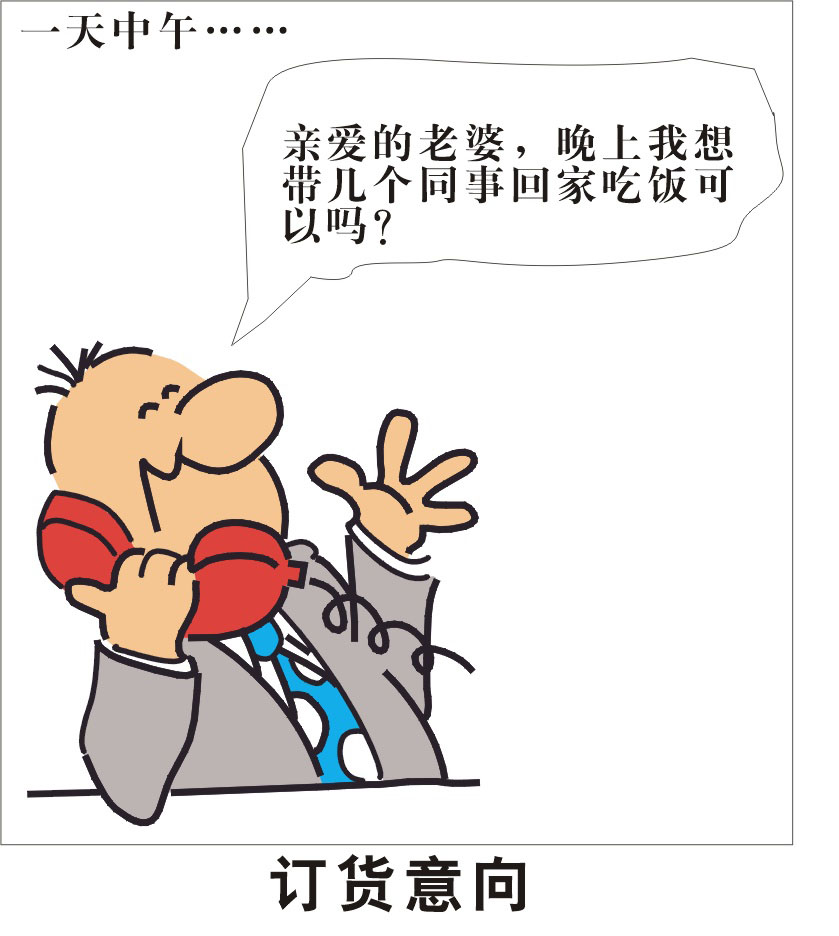 一天中午……
亲爱的老婆，晚上我想
带几个同事回家吃饭可
以吗？
订货意向